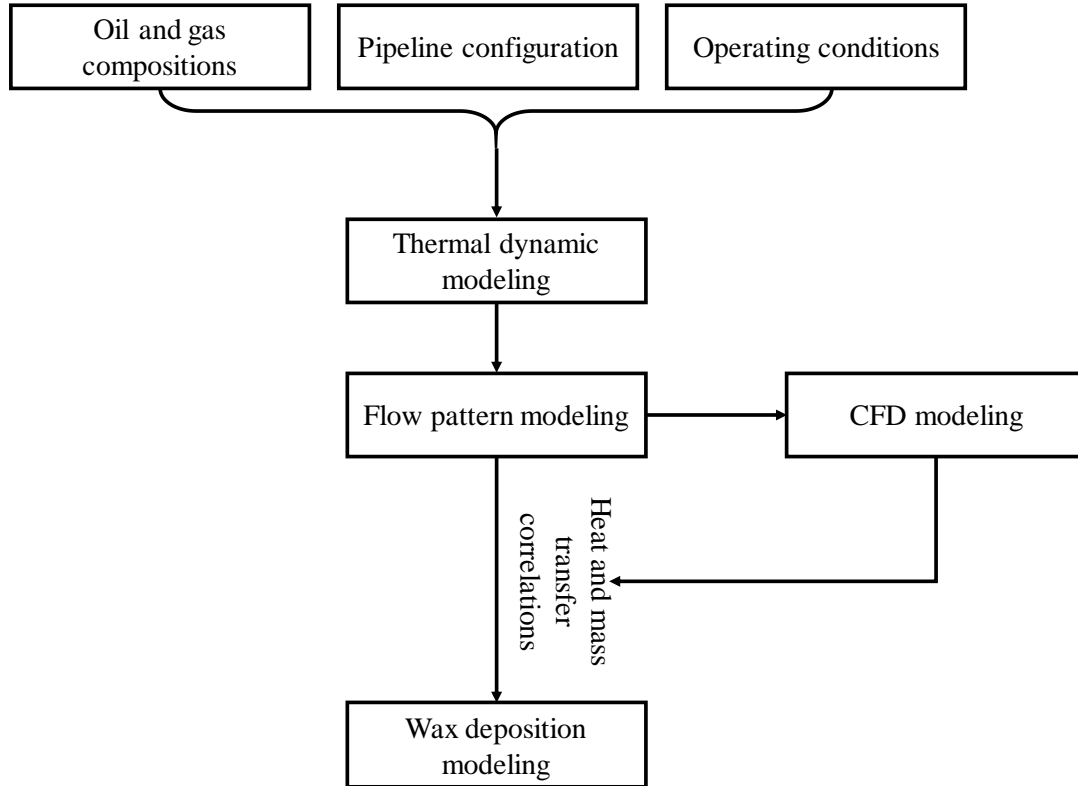 Oil and gas
compositions
Pipeline configuration
Operating conditions
Thermal dynamic
modeling
Flow pattern modeling
CFD modeling
Heat and mass
transfer
correlations
Wax deposition
modeling